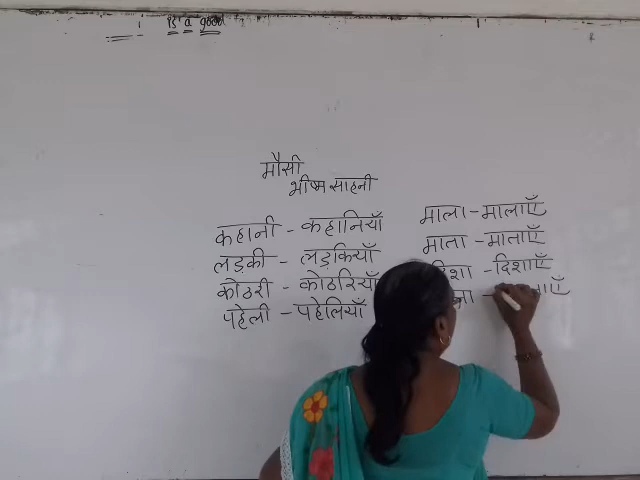 is a good
मौसी
भीष्म साहनी
कहानी - कहानियाँ
लड़की - लड़कियाँ
कोठरी - कोठरियाँ
पहेली - पहेलियाँ
माला - मालाएँ
माता - माताएँ
दिशा - दिशाएँ